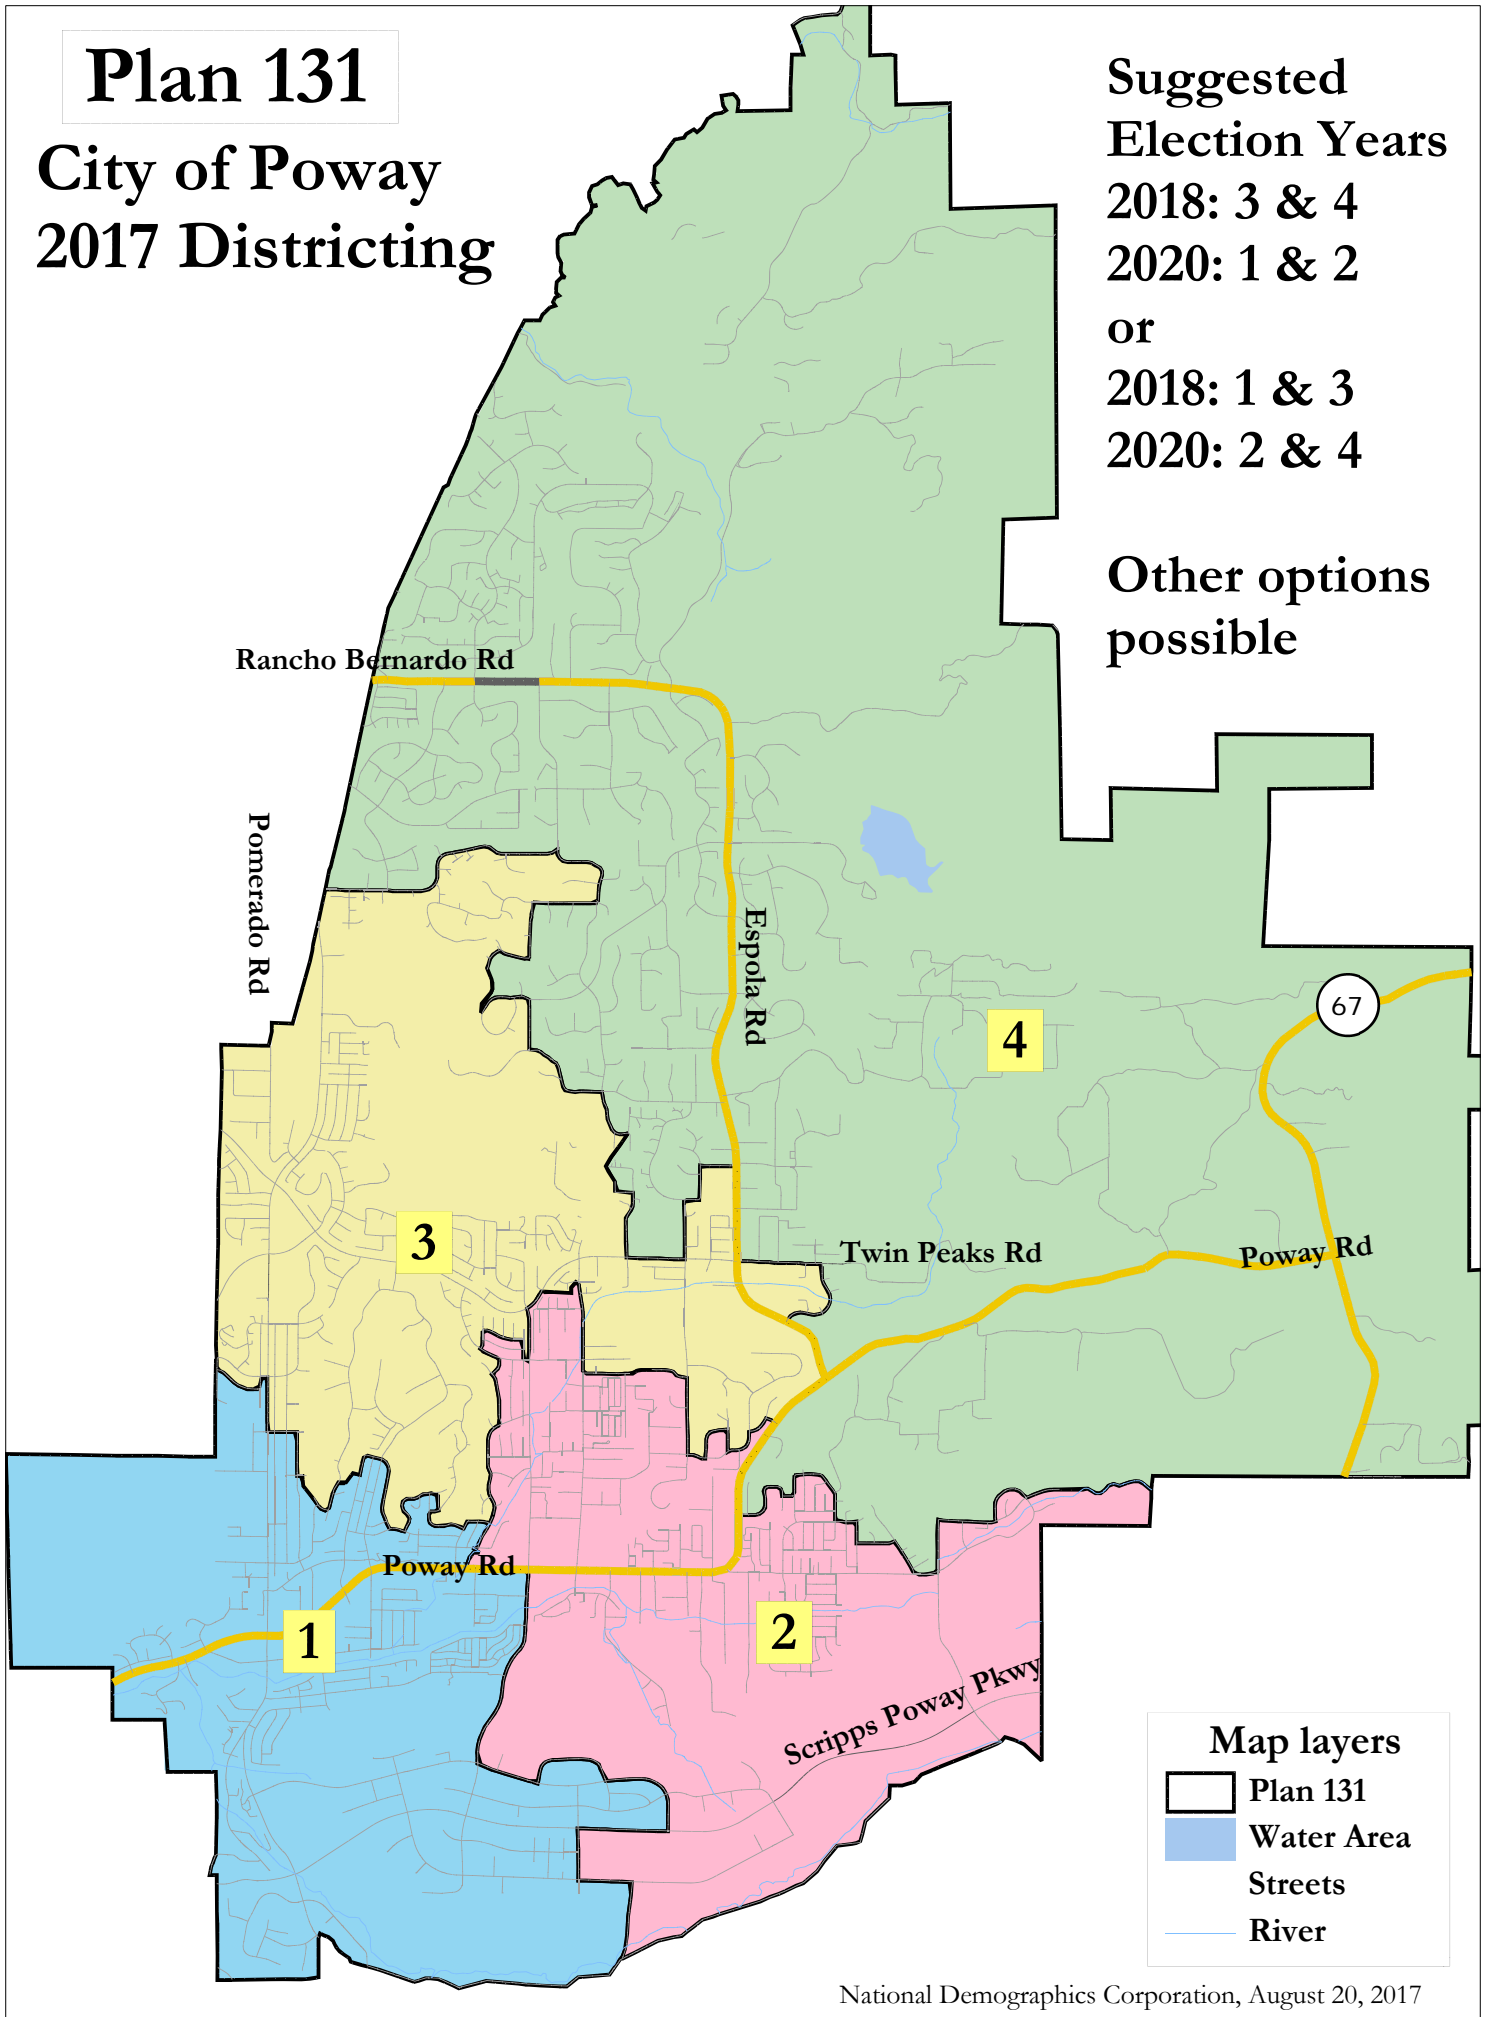 Plan 131
City of Poway
2017 Districting
Suggested
Election Years
2018: 3 & 4
2020: 1 & 2
or
2018: 1 & 3
2020: 2 & 4
Other options
possible
Rancho Bernardo Rd
Pomerado Rd
Espola Rd
67
4
3
Twin Peaks Rd
Poway Rd
Poway Rd
1
2
Scripps Poway Pkwy
Map layers
Plan 131
Water Area
Streets
River
National Demographics Corporation, August 20, 2017